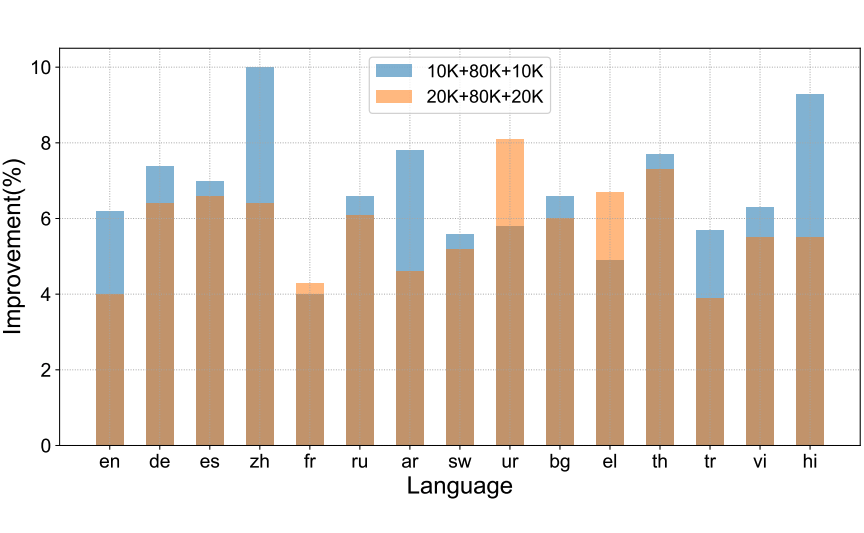 10K+80K+10K
20K+80K+20K
Improvement(%)
10
8
6
4
2
0
en de es zh fr ru ar sw ur bg el th tr vi hi
Language